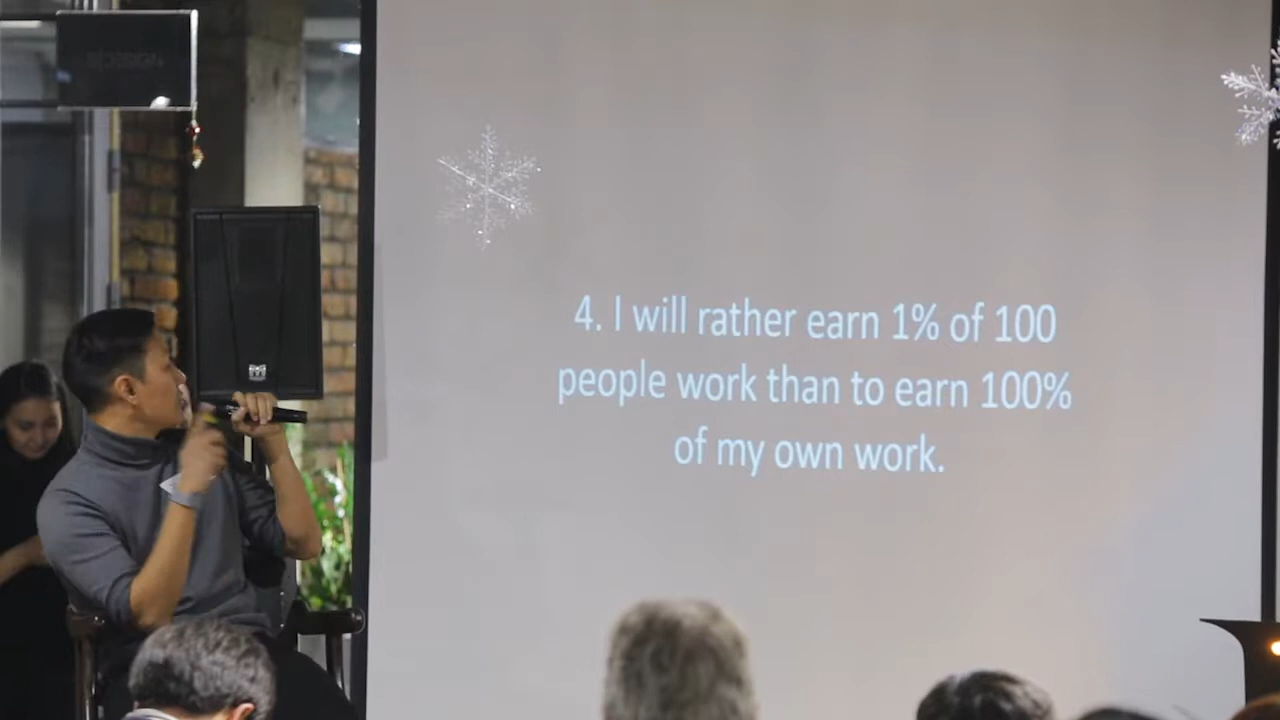 4. I will rather earn 1% of 100
people work than to earn 100%
of my own work.